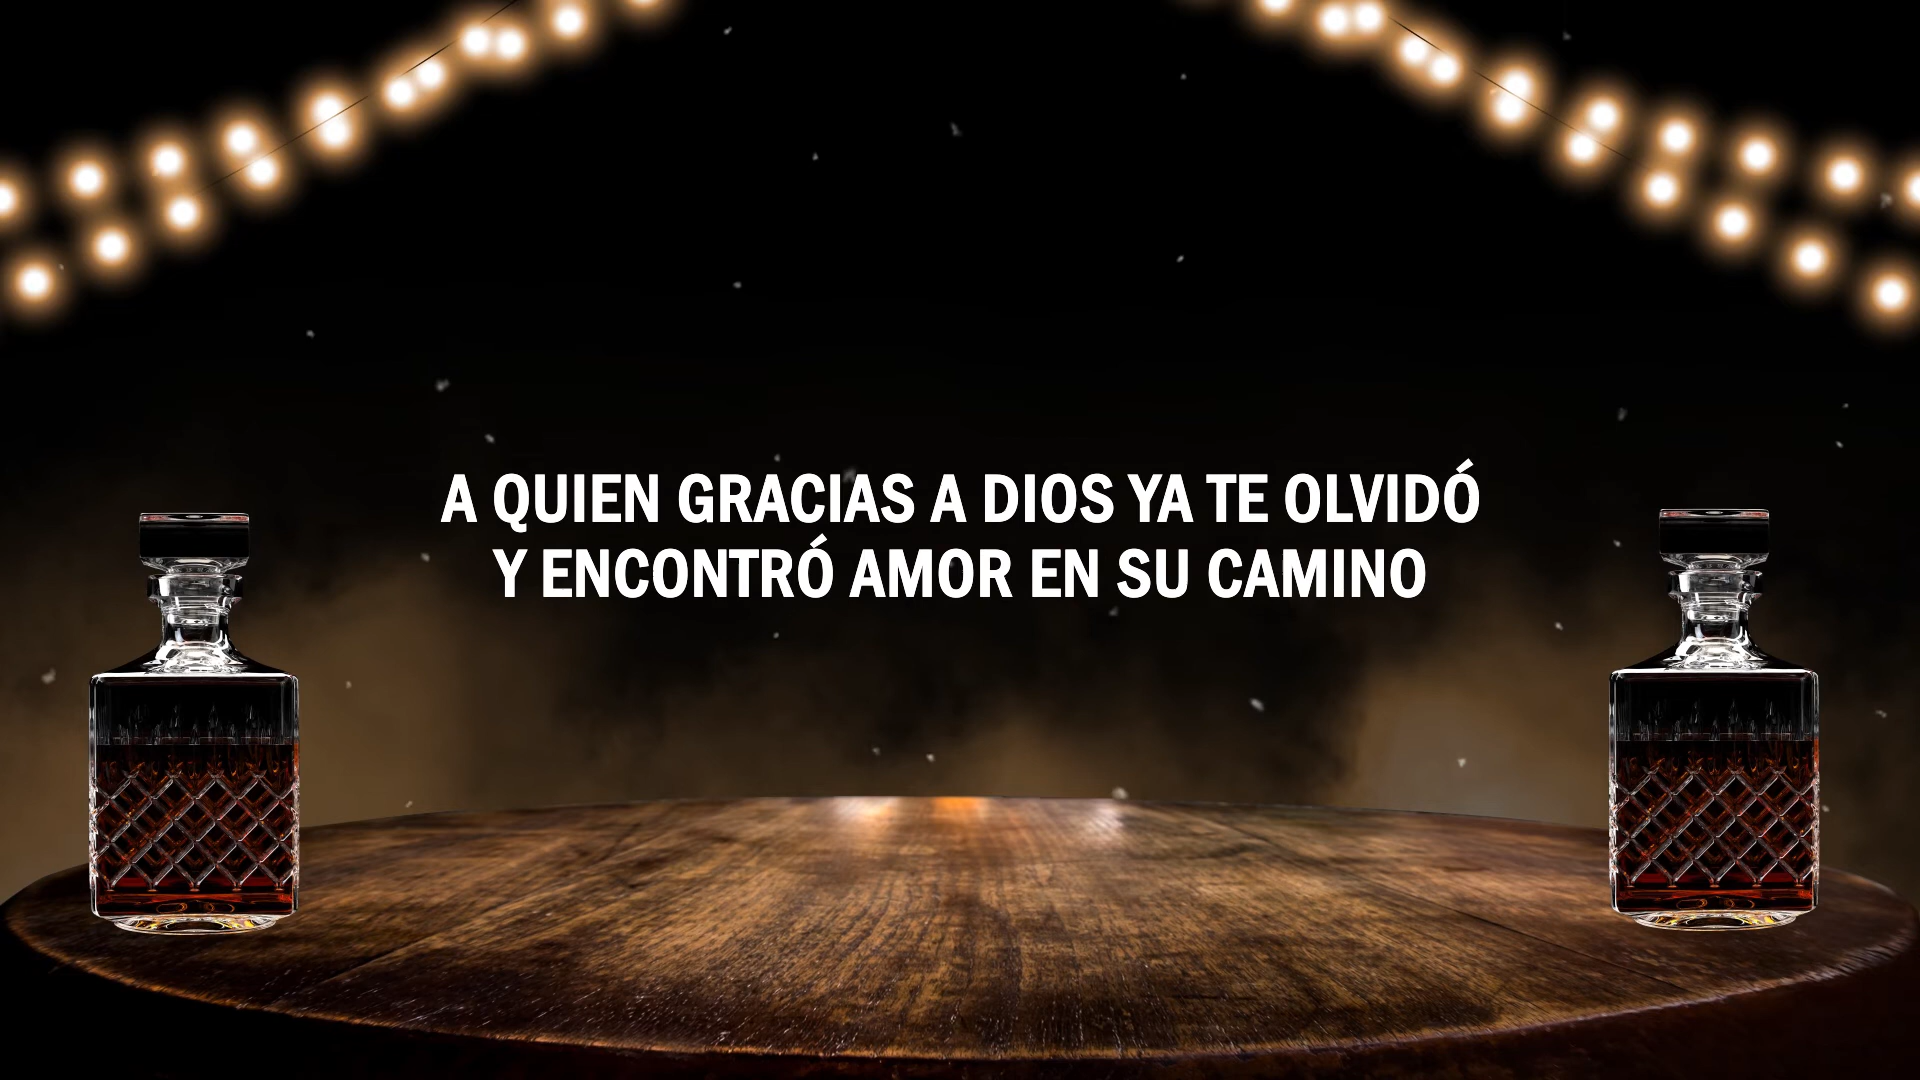 A QUIEN GRACIAS A DIOS YA TE OLVIDÓ
Y ENCONTRÓ AMOR EN SU CAMINO